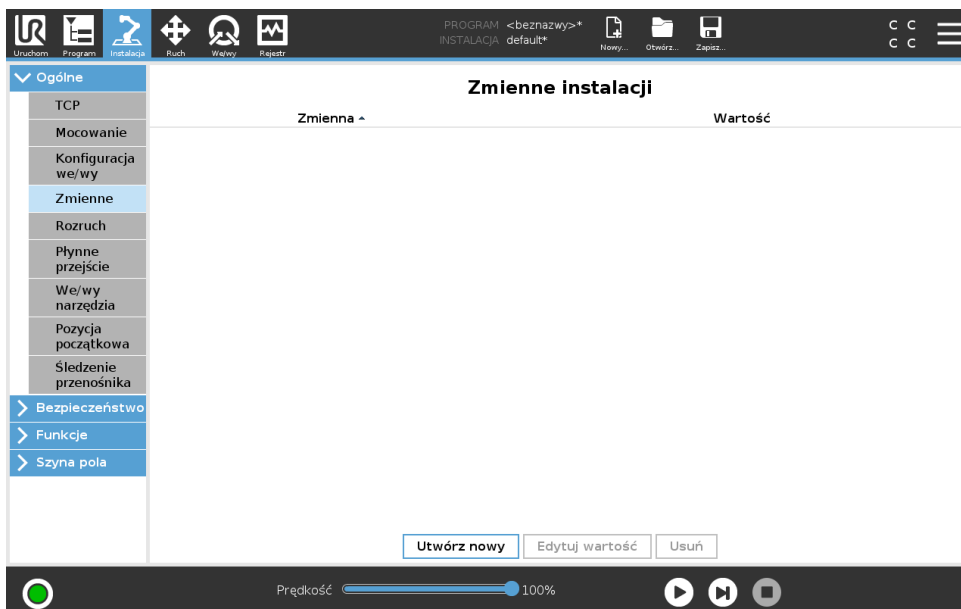 UR
PROGRAM <beznazwy>*
INSTALACJA default*
C C
C C
Uruchom Program Instalacja Ruch We/wy Rejestr Nowy... Otwórz... Zapisz...
Ogólne
TCP
Mocowanie
Konfiguracja
we/wy
Zmienne
Rozruch
Płynne
przejście
We/wy
narzędzia
Pozycja
początkowa
Śledzenie
przenośnika
Bezpieczeństwo
Funkcje
Szyna pola
Zmienne instalacji
Zmienna Wartość
Utwórz nowy Edytuj wartość Usuń
Prędkość 100%